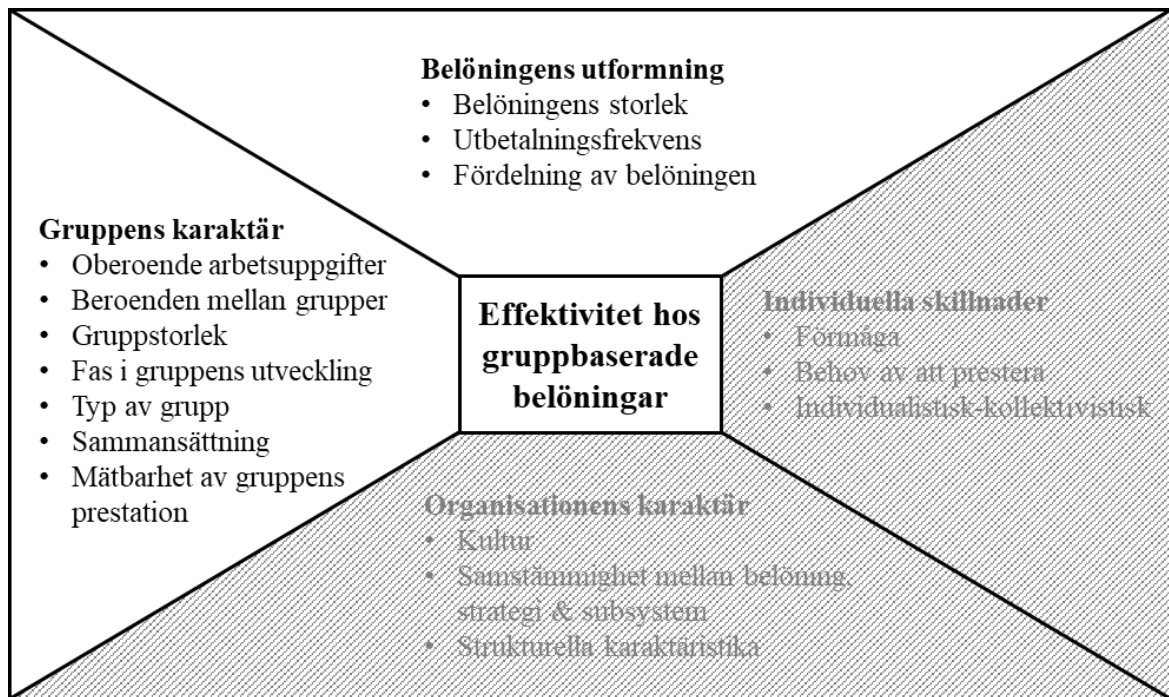 Belöningens utformning
• Belöningens storlek
• Utbetalningsfrekvens
• Fördelning av belöningen
Gruppens karaktär
• Oberoende arbetsuppgifter
• Beroenden mellan grupper
• Gruppstorlek
• Fas i gruppens utveckling
• Typ av grupp
• Sammansättning
• Mätbarhet av gruppens
prestation
Effektivitet hos
gruppbaserade
belöningar
Individuella skillnader
• Förmåga
• Behov av att prestera
• Individualistisk-kollektivistisk
Organisationens karaktär
• Kultur
• Samstämmighet mellan belöning,
strategi & subsystem
• Strukturella karaktäristika